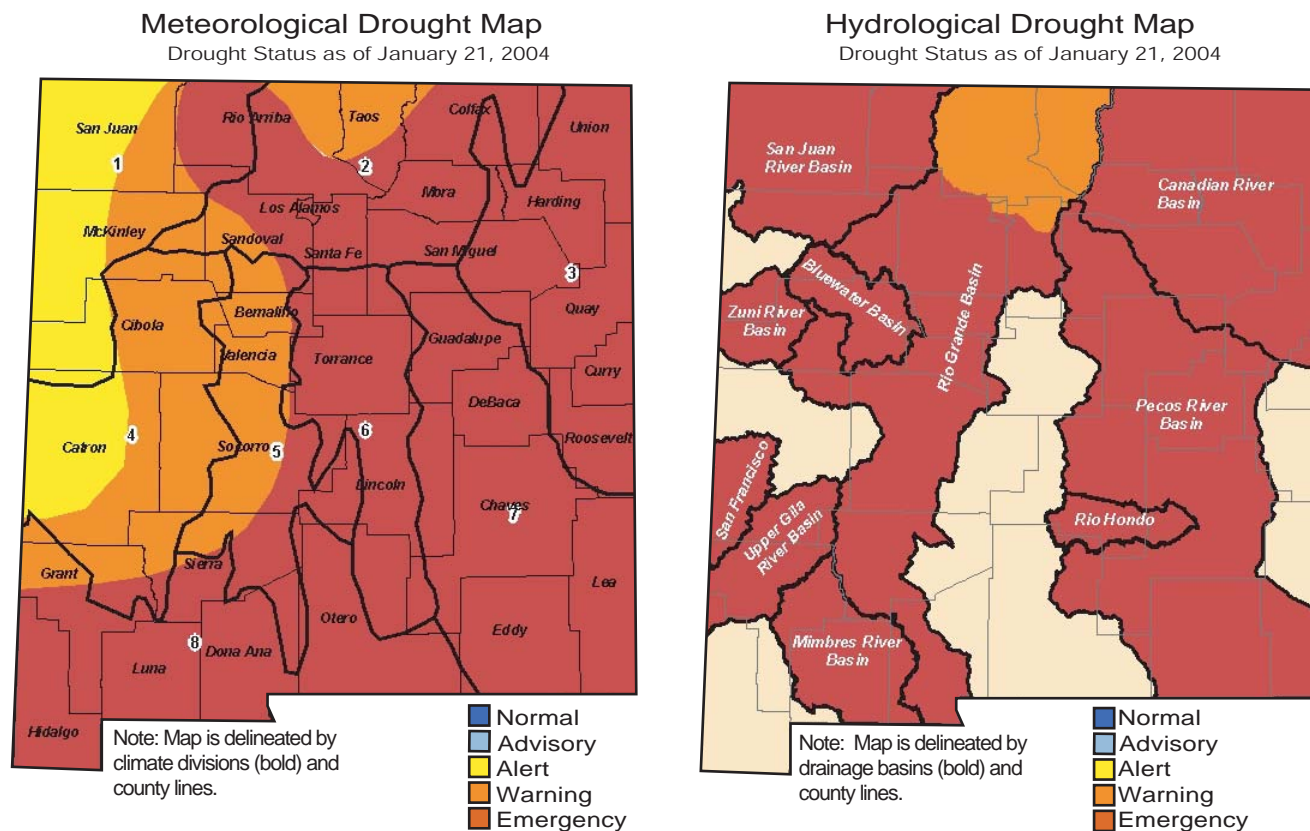 Meteorological Drought Map
Drought Status as of January 21, 2004
San Juan
Rio Arriba
Taos
Colfax
Union
1
2
Mora
Harding
Los Alamos
McKinley
Sandoval
Santa Fe
San Miguel
3
Quay
Cibola
Bernalillo
Guadalupe
Valencia
Torrance
Curry
DeBaca
Catron
4
Socorro
5
6
Roosevelt
Lincoln
Chaves
7
Grant
Sierra
Lea
Otero
Eddy
8
Luna
Dona Ana
Hidalgo
Note: Map is delineated by
climate divisions (bold) and
county lines.
Normal
Advisory
Alert
Warning
Emergency
Hydrological Drought Map
Drought Status as of January 21, 2004
San Juan
River Basin
Canadian River
Basin
Bluewater Basin
Zuni River
Basin
Rio Grande Basin
Pecos River
Basin
San Francisco
Upper Gila
River Basin
Rio Hondo
Mimbres River
Basin
Note: Map is delineated by
drainage basins (bold) and
county lines.
Normal
Advisory
Alert
Warning
Emergency